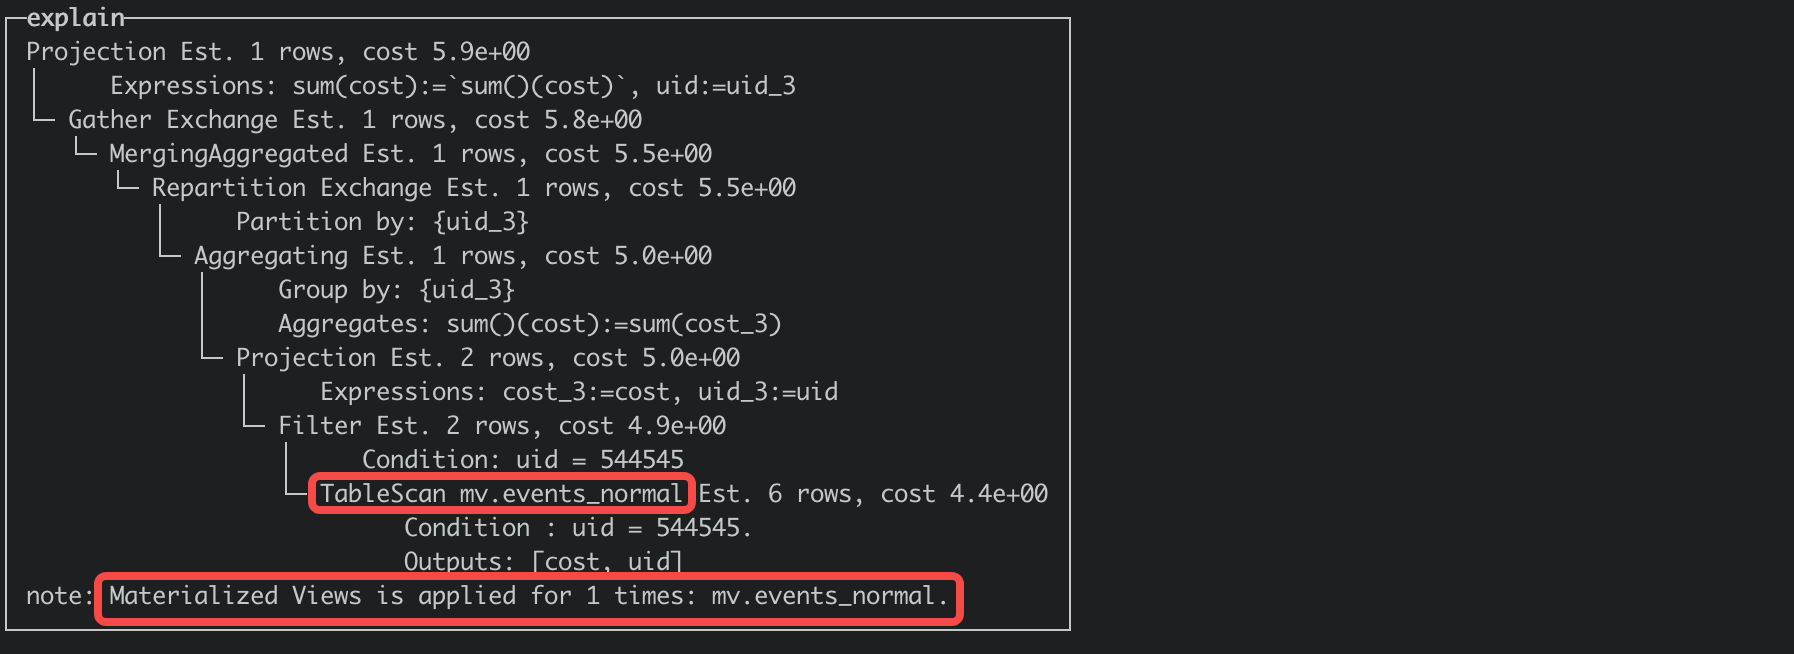 explain
Projection Est. 1 rows, cost 5.9e+00
Expressions: sum(cost):=`sum()(cost)`, uid:=uid_3
Gather Exchange Est. 1 rows, cost 5.8e+00
MergingAggregated Est. 1 rows, cost 5.5e+00
Repartition Exchange Est. 1 rows, cost 5.5e+00
Partition by: {uid_3}
Aggregating Est. 1 rows, cost 5.0e+00
Group by: {uid_3}
Aggregates: sum()(cost):=sum(cost_3)
Projection Est. 2 rows, cost 5.0e+00
Expressions: cost_3:=cost, uid_3:=uid
Filter Est. 2 rows, cost 4.9e+00
Condition: uid = 544545
TableScan mv.events_normal Est. 6 rows, cost 4.4e+00
Condition : uid = 544545.
Outputs: [cost, uid]
note: Materialized Views is applied for 1 times: mv.events_normal.